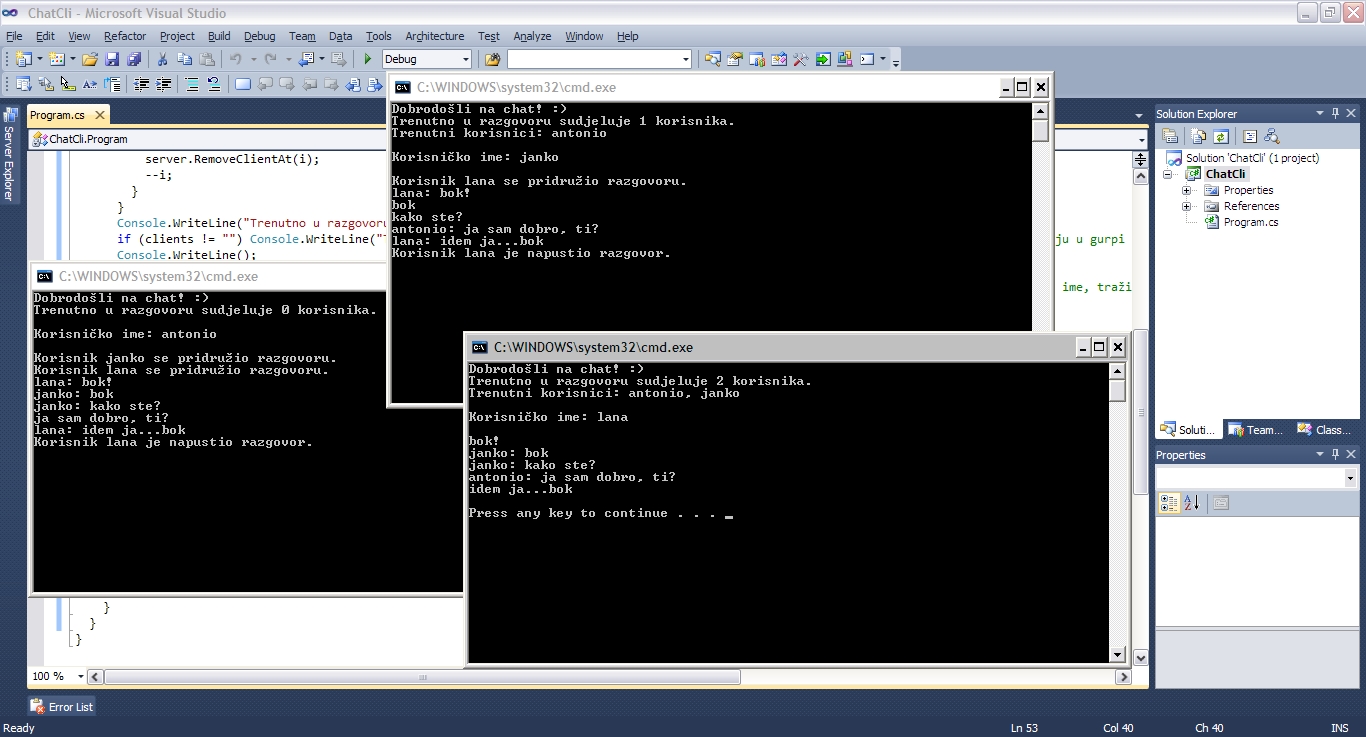 ChatCli - Microsoft Visual Studio
File Edit View Refactor Project Build Debug Team Data Tools Architecture Test Analyze Window Help
Debug
Server Explorer
Program.cs
ChatCli.Program
server.RemoveClientAt(i);
--i;
}
}
Console.WriteLine("Trenutno u razgovoru
if (clients != "") Console.WriteLine("
Console.WriteLine();
ju u gurpi
ime, traži
}
}
}
100 %
C:\WINDOWS\system32\cmd.exe
Dobrodošli na chat! :)
Trenutno u razgovoru sudjeluje 1 korisnika.
Trenutni korisnici: antonio
Korisničko ime: janko
Korisnik lana se pridružio razgovoru.
lana: bok!
bok
kako ste?
antonio: ja sam dobro, ti?
lana: idem ja...bok
Korisnik lana je napustio razgovor.
C:\WINDOWS\system32\cmd.exe
Dobrodošli na chat! :)
Trenutno u razgovoru sudjeluje 0 korisnika.
Korisničko ime: antonio
Korisnik janko se pridružio razgovoru.
Korisnik lana se pridružio razgovoru.
lana: bok!
janko: bok
janko: kako ste?
ja sam dobro, ti?
lana: idem ja...bok
Korisnik lana je napustio razgovor.
C:\WINDOWS\system32\cmd.exe
Dobrodošli na chat! :)
Trenutno u razgovoru sudjeluje 2 korisnika.
Trenutni korisnici: antonio, janko
Korisničko ime: lana
bok!
janko: bok
janko: kako ste?
antonio: ja sam dobro, ti?
idem ja...bok
Press any key to continue . . . _
Solution Explorer
Solution 'ChatCli' (1 project)
ChatCli
Properties
References
Program.cs
Soluti... Team... Class...
Properties
Error List
Ready Ln 53 Col 40 Ch 40 INS